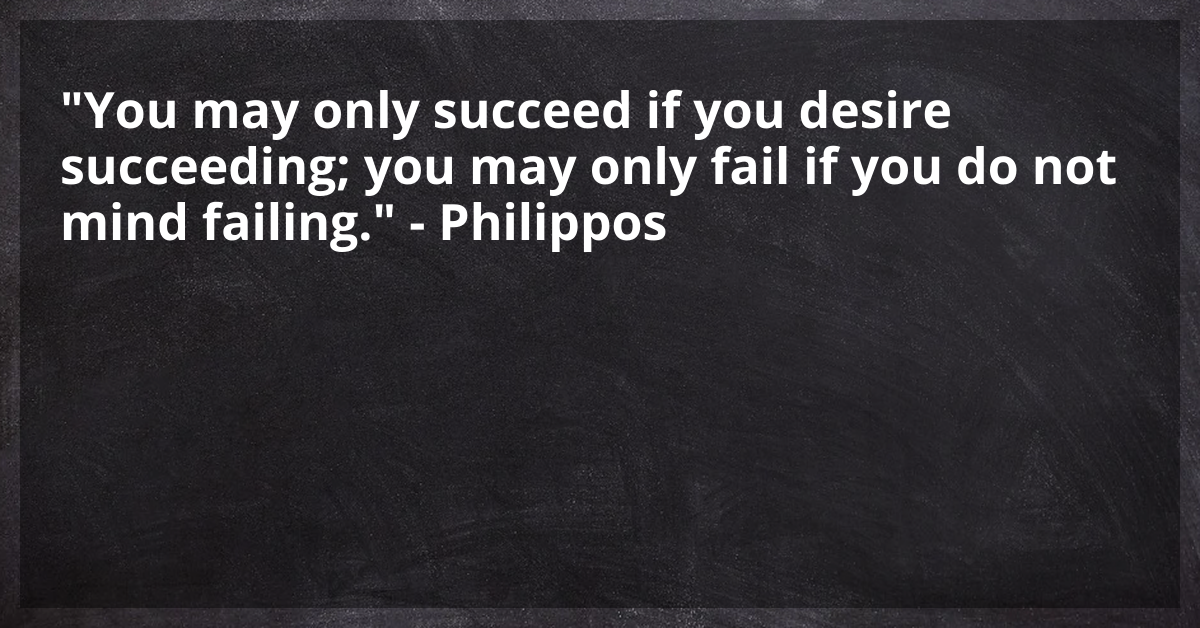 "You may only succeed if you desire
succeeding; you may only fail if you do not
mind failing." - Philippos